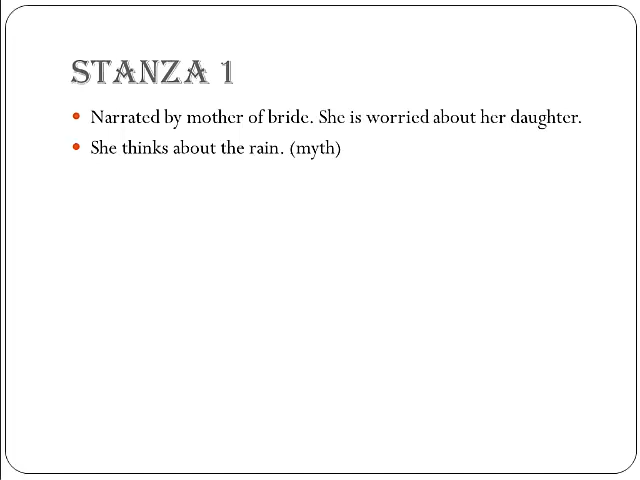 STANZA 1
• Narrated by mother of bride. She is worried about her daughter.
• She thinks about the rain. (myth)